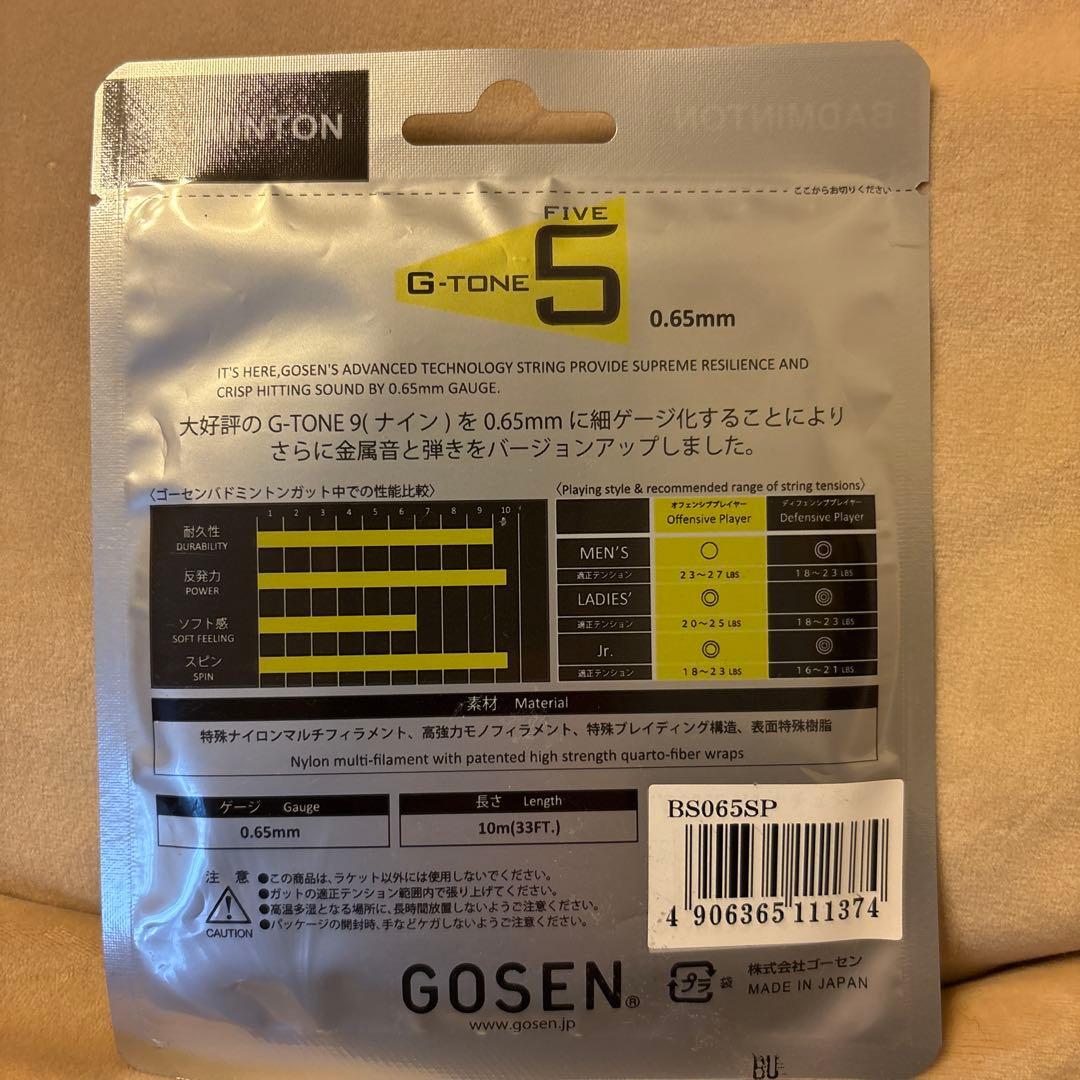 INTON
BADMINTON
ここからお切りください
FIVE
G-TONE 5
0.65mm
IT'S HERE,GOSEN'S ADVANCED TECHNOLOGY STRING PROVIDE SUPREME RESILIENCE AND
CRISP HITTING SOUND BY 0.65mm GAUGE.
大好評の G-TONE 9( ナイン ) を 0.65mm に細ゲージ化することにより
さらに金属音と弾きをバージョンアップしました。
〈ゴーセンバドミントンガット中での性能比較〉
1 2 3 4 5 6 7 8 9 10
耐久性
DURABILITY
反発力
POWER
ソフト感
SOFT FEELING
スピン
SPIN
〈Playing style & recommended range of string tensions〉
オフェンシブプレイヤー ディフェンシブプレイヤー
Offensive Player Defensive Player
MEN'S ○ ◎
適正テンション 23〜27 LBS 18〜23 LBS
LADIES' ◎ ◎
適正テンション 20〜25 LBS 18〜23 LBS
Jr. ◎ ◎
適正テンション 18〜23 LBS 16〜21 LBS
素材 Material
特殊ナイロンマルチフィラメント、高強力モノフィラメント、特殊ブレイディング構造、表面特殊樹脂
Nylon multi-filament with patented high strength quarto-fiber wraps
ゲージ Gauge
0.65mm
長さ Length
10m(33FT.)
BS065SP
4 906365 111374
注 意
CAUTION
●この商品は、ラケット以外には使用しないでください。
●ガットの適正テンション範囲内で張り上げてください。
●高温多湿となる場所に、長時間放置しないようご注意ください。
●パッケージの開封時、手などケガしないようご注意ください。
GOSEN®
www.gosen.jp
プラ 袋
株式会社ゴーセン
MADE IN JAPAN
BU